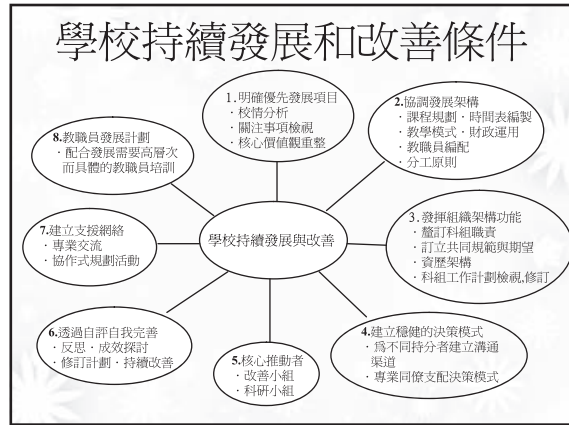 學校持續發展和改善條件
1.明確優先發展項目
‧校情分析
‧關注事項檢視
‧核心價值觀重整
2.協調發展架構
‧課程規劃‧時間表編製
‧教學模式‧財政運用
‧教職員編配
‧分工原則
3.發揮組織架構功能
‧釐訂科組職責
‧訂立共同規範與期望
‧資歷架構
‧科組工作計劃檢視,修訂
4.建立穩健的決策模式
‧爲不同持分者建立溝通
渠道
‧專業同僚支配決策模式
5.核心推動者
‧改善小組
‧科研小組
6.透過自評自我完善
‧反思‧成效探討
‧修訂計劃‧持續改善
7.建立支援網絡
‧專業交流
‧協作式規劃活動
8.教職員發展計劃
‧配合發展需要高層次
而具體的教職員培訓
學校持續發展與改善